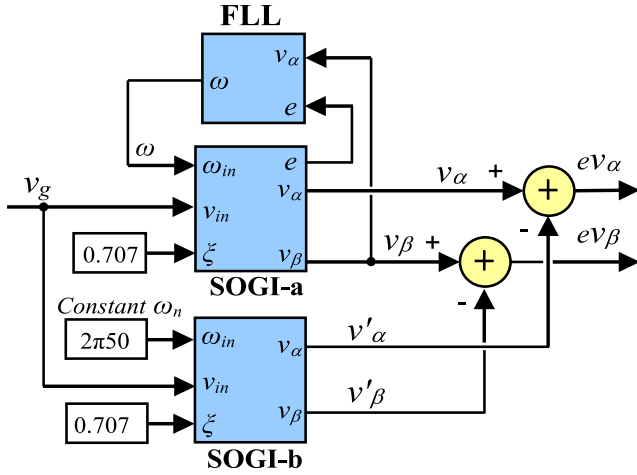 FLL
vα
ω
e
ω
ωin
e
vg
vα
vα
+
+
evα
vin
-
evβ
0.707
ξ
vβ
vβ
+
+
SOGI-a
Constant ωn
-
2π50
ωin
vα
v'α
vin
0.707
ξ
vβ
v'β
SOGI-b